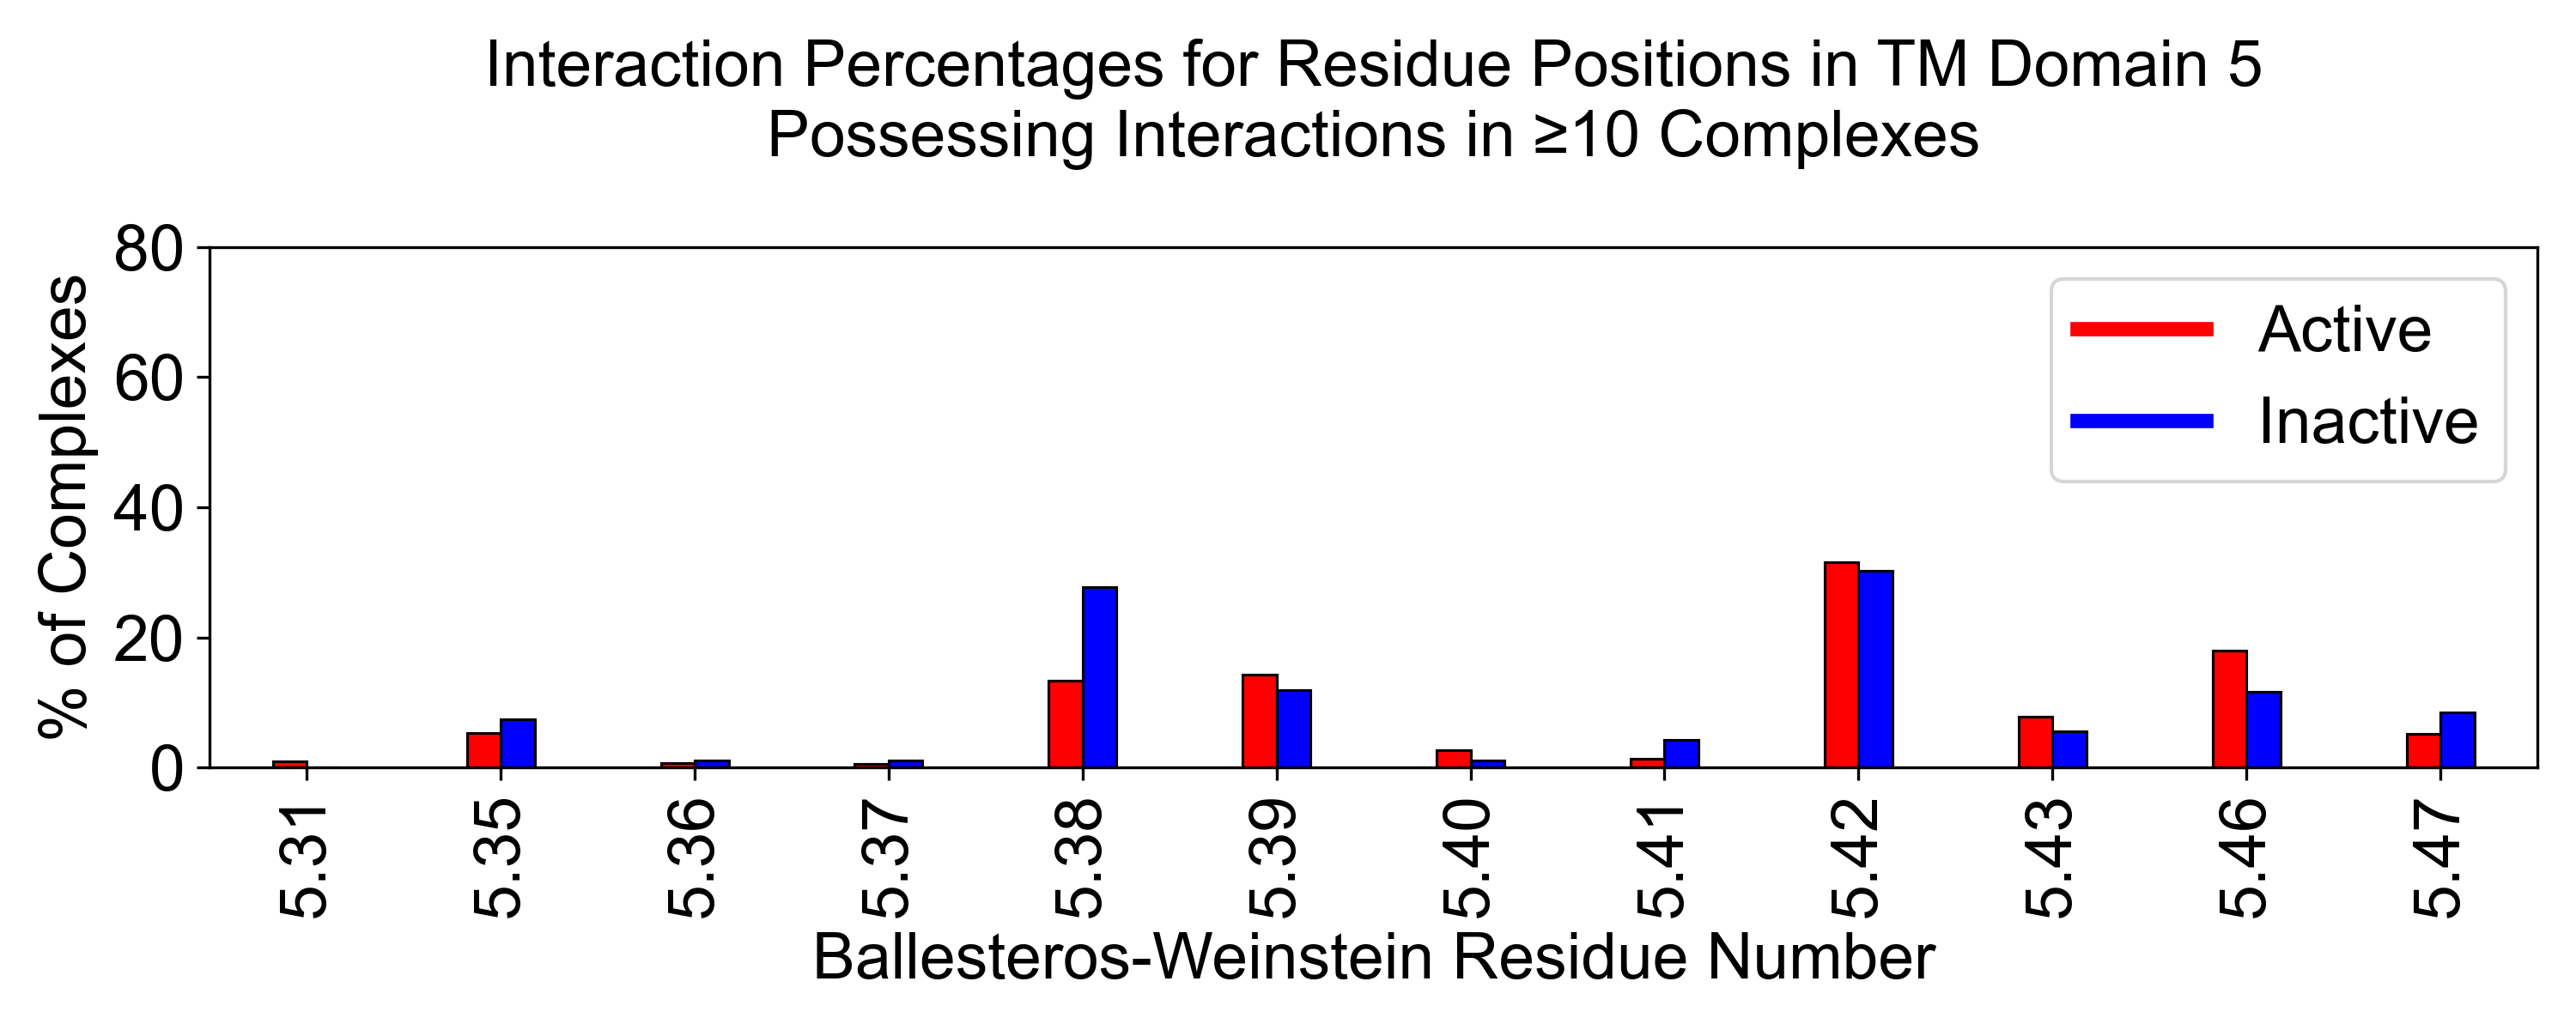 Interaction Percentages for Residue Positions in TM Domain 5
Possessing Interactions in ≥10 Complexes
80
60
40
20
0
% of Complexes
Active
Inactive
5.31
5.35
5.36
5.37
5.38
5.39
5.40
5.41
5.42
5.43
5.46
5.47
Ballesteros-Weinstein Residue Number